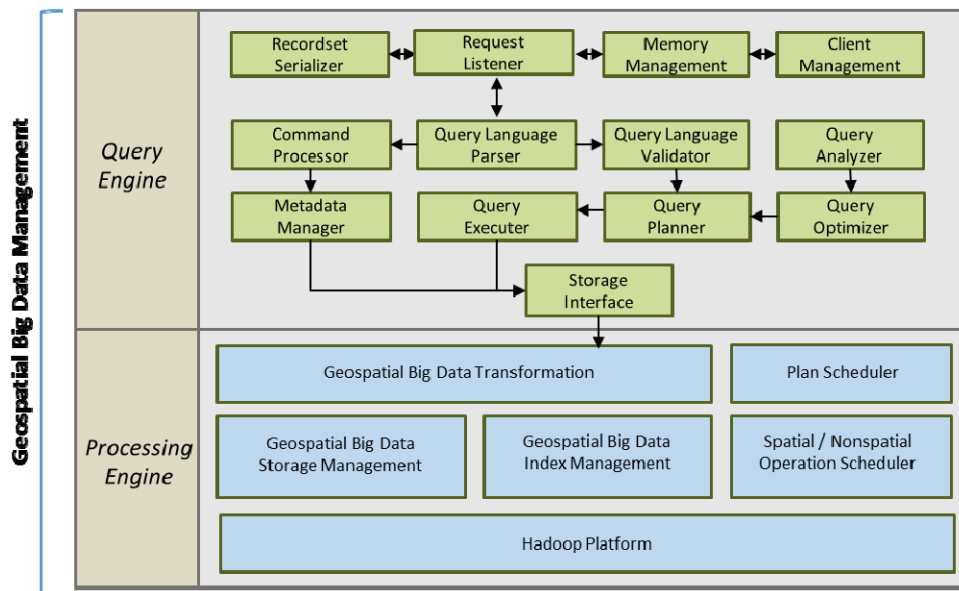 Geospatial Big Data Management
Query
Engine
Recordset
Serializer
Request
Listener
Memory
Management
Client
Management
Command
Processor
Query Language
Parser
Query Language
Validator
Query
Analyzer
Metadada
Manager
Query
Executer
Query
Planner
Query
Optimizer
Storage
Interface
Processing
Engine
Geospatial Big Data Transformation
Plan Scheduler
Geospatial Big Data
Storage Management
Geospatial Big Data
Index Management
Spatial / Nonspatial
Operation Scheduler
Hadoop Platform